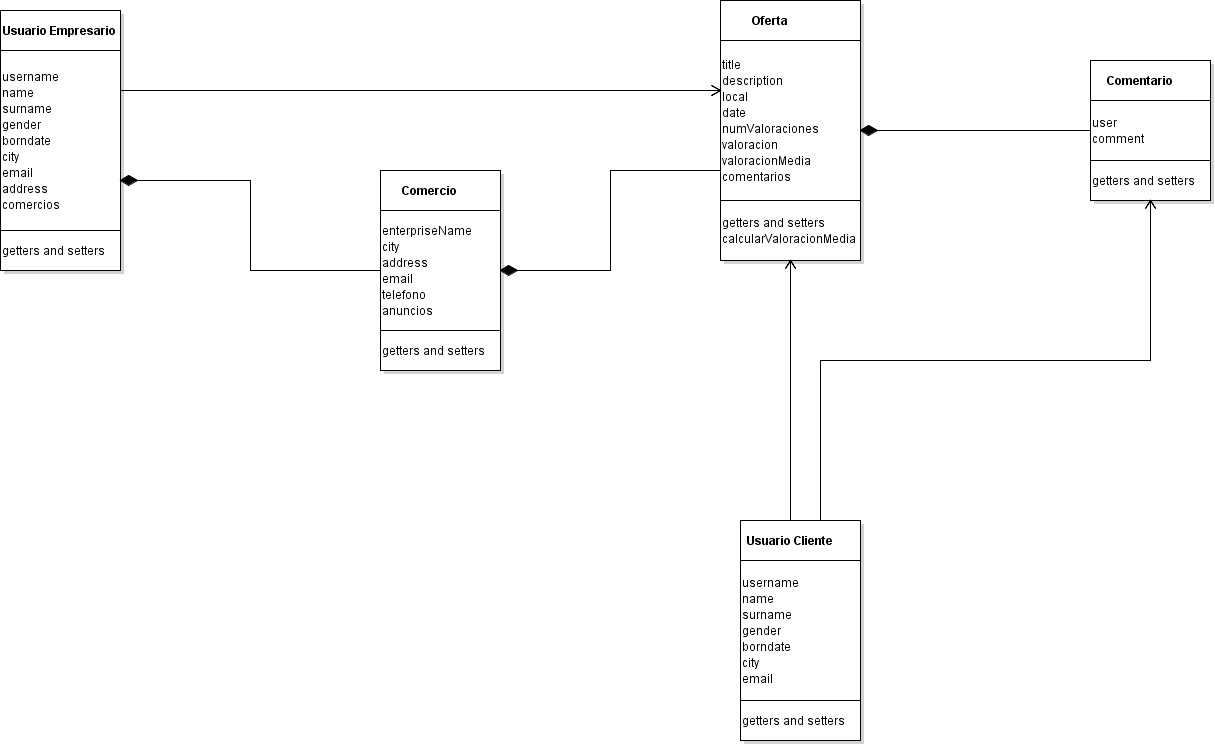 Usuario Empresario
username
name
surname
gender
borndate
city
email
address
comercios
getters and setters
Comercio
enterpriseName
city
address
email
telefono
anuncios
getters and setters
Oferta
title
description
local
date
numValoraciones
valoracion
valoracionMedia
comentarios
getters and setters
calcularValoracionMedia
Comentario
user
comment
getters and setters
Usuario Cliente
username
name
surname
gender
borndate
city
email
getters and setters